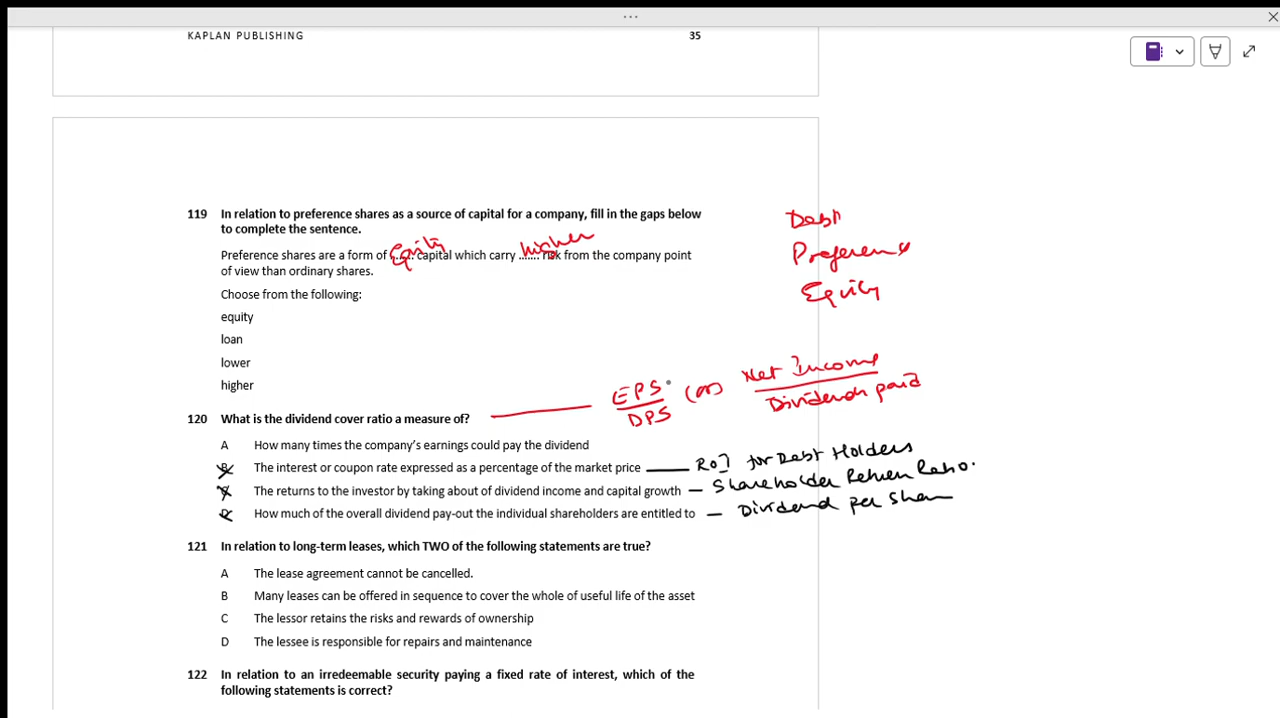 KAPLAN PUBLISHING 35
119 In relation to preference shares as a source of capital for a company, fill in the gaps below
to complete the sentence.
Preference shares are a form of ...... capital which carry ....... risk from the company point
Equity higher
of view than ordinary shares.
Choose from the following:
equity
loan
lower
higher
Debt
Preference
Equity
120 What is the dividend cover ratio a measure of?
EPS
DPS
(or)
Net Income
Dividends paid
A How many times the company's earnings could pay the dividend
B The interest or coupon rate expressed as a percentage of the market price — ROI for Debt Holders
C The returns to the investor by taking about of dividend income and capital growth — Shareholder Return Ratio.
D How much of the overall dividend pay-out the individual shareholders are entitled to — Dividend per Share
121 In relation to long-term leases, which TWO of the following statements are true?
A The lease agreement cannot be cancelled.
B Many leases can be offered in sequence to cover the whole of useful life of the asset
C The lessor retains the risks and rewards of ownership
D The lessee is responsible for repairs and maintenance
122 In relation to an irredeemable security paying a fixed rate of interest, which of the
following statements is correct?